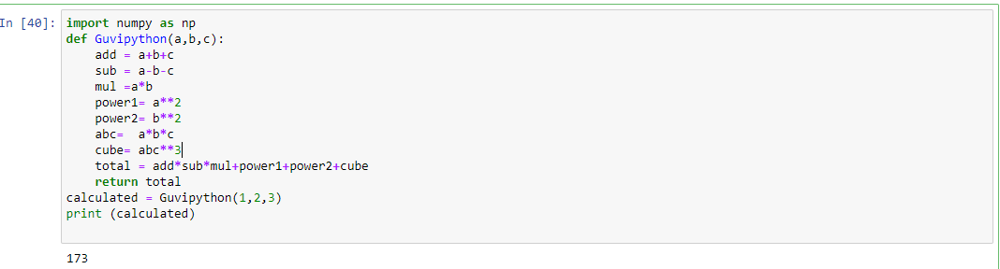 In [40]: import numpy as np
def Guvipython(a,b,c):
    add = a+b+c
    sub = a-b-c
    mul =a*b
    power1= a**2
    power2= b**2
    abc=  a*b*c
    cube= abc**3
    total = add*sub*mul+power1+power2+cube
    return total
calculated = Guvipython(1,2,3)
print (calculated)
173